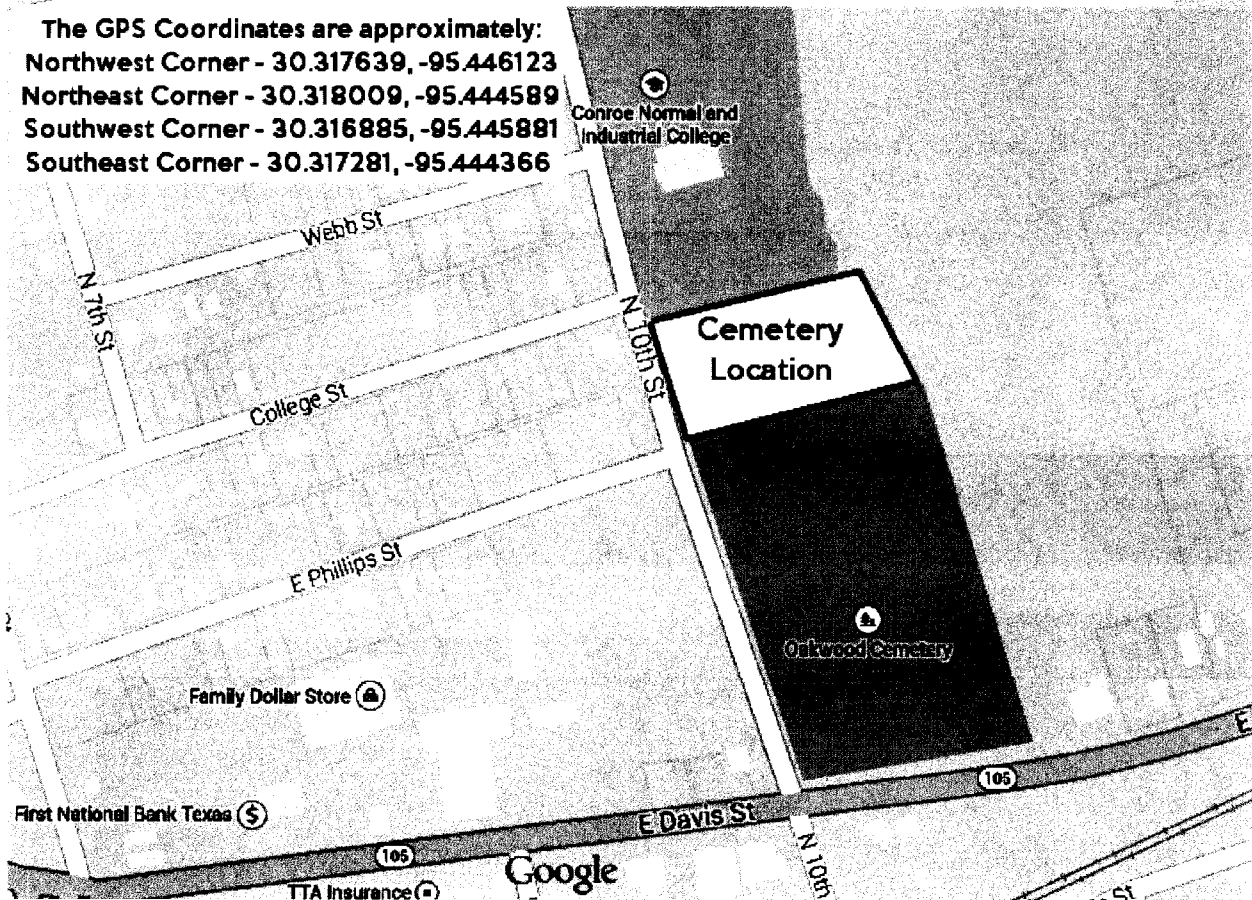 The GPS Coordinates are approximately:
Northwest Corner - 30.317639, -95.446123
Northeast Corner - 30.318009, -95.444589
Southwest Corner - 30.316885, -95.445881
Southeast Corner - 30.317281, -95.444366
Conroe Normal and
Industrial College
Webb St
N 7th St
N 10th St
Cemetery
Location
College St
E Phillips St
Oakwood Cemetery
Family Dollar Store
105
E
First National Bank Texas
$
E Davis St
105
N 10th
Google
TTA Insurance
St